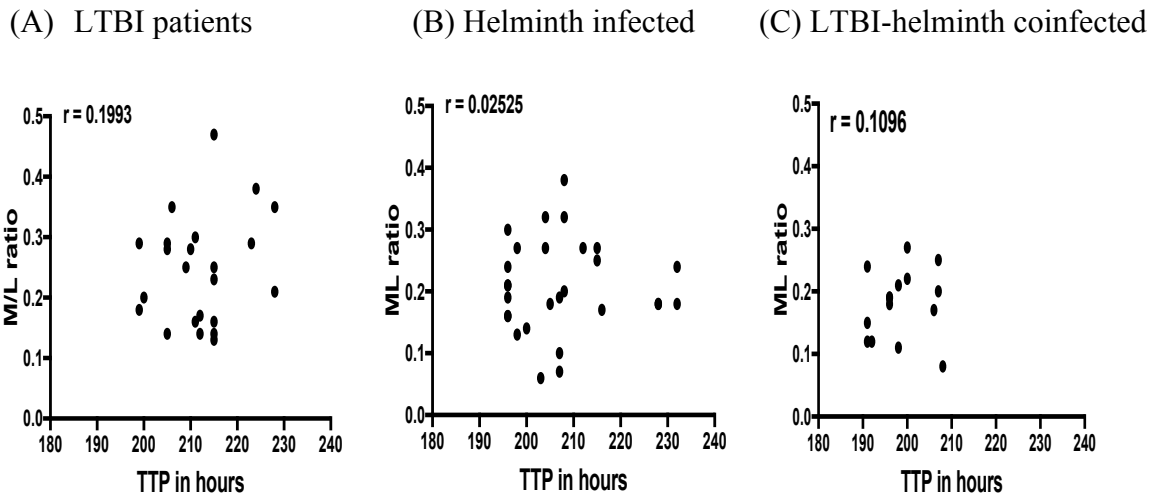 (A) LTBI patients
(B) Helminth infected
(C) LTBI-helminth coinfected
r = 0.1993
0.5
0.4
0.3
0.2
0.1
0.0
M/L ratio
180 190 200 210 220 230 240
TTP in hours
r = 0.02525
0.5
0.4
0.3
0.2
0.1
0.0
ML ratio
180 190 200 210 220 230 240
TTP in hours
r = 0.1096
0.5
0.4
0.3
0.2
0.1
0.0
ML ratio
180 190 200 210 220 230 240
TTP in hours